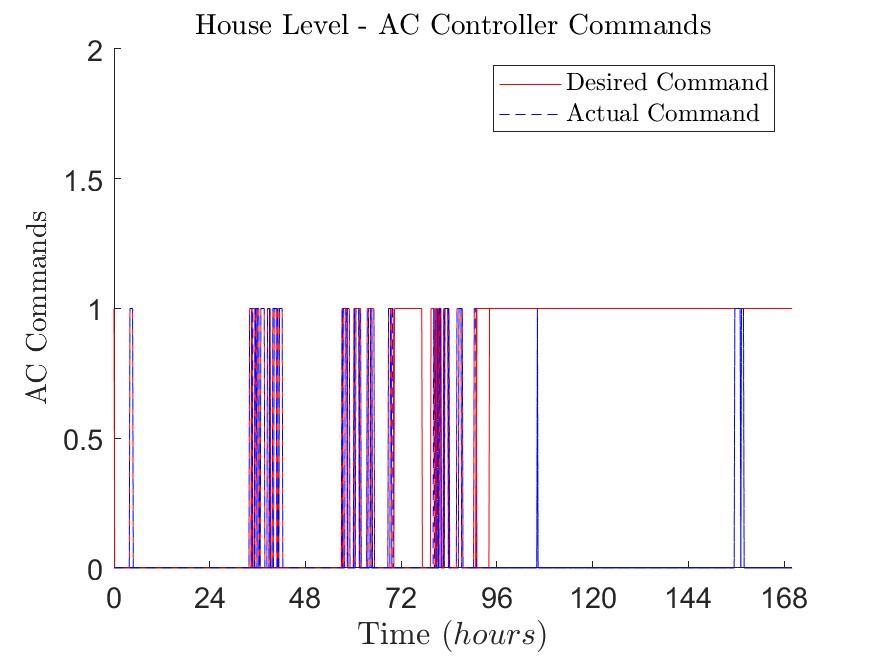 House Level - AC Controller Commands
Desired Command
Actual Command
AC Commands
2
1.5
1
0.5
0
0 24 48 72 96 120 144 168
Time (hours)